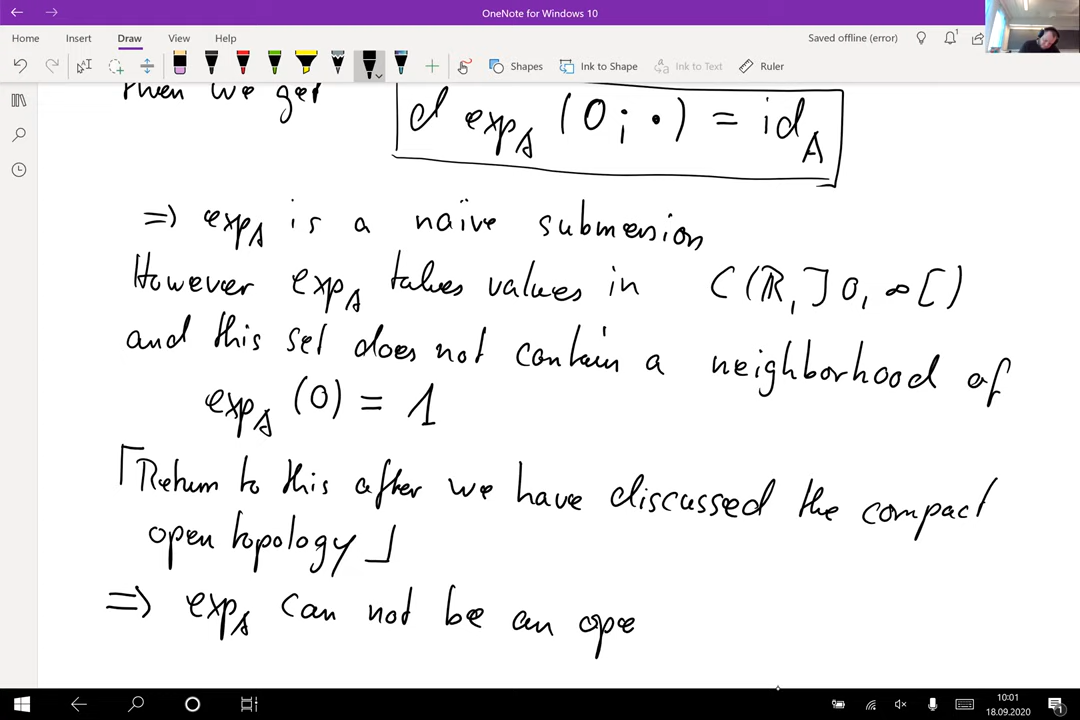 OneNote for Windows 10
Home Insert Draw View Help
Saved offline (error)
Shapes Ink to Shape Ink to Text Ruler
then we get d exp_A (0; •) = id_A
=> exp_A is a naïve submersion
However exp_A takes values in C(ℝ, ]0, ∞[)
and this set does not contain a neighborhood of
exp_A (0) = 1
⌈Return to this after we have discussed the compact
open topology⌋
=> exp_A can not be an ope
10:01
18.09.2020